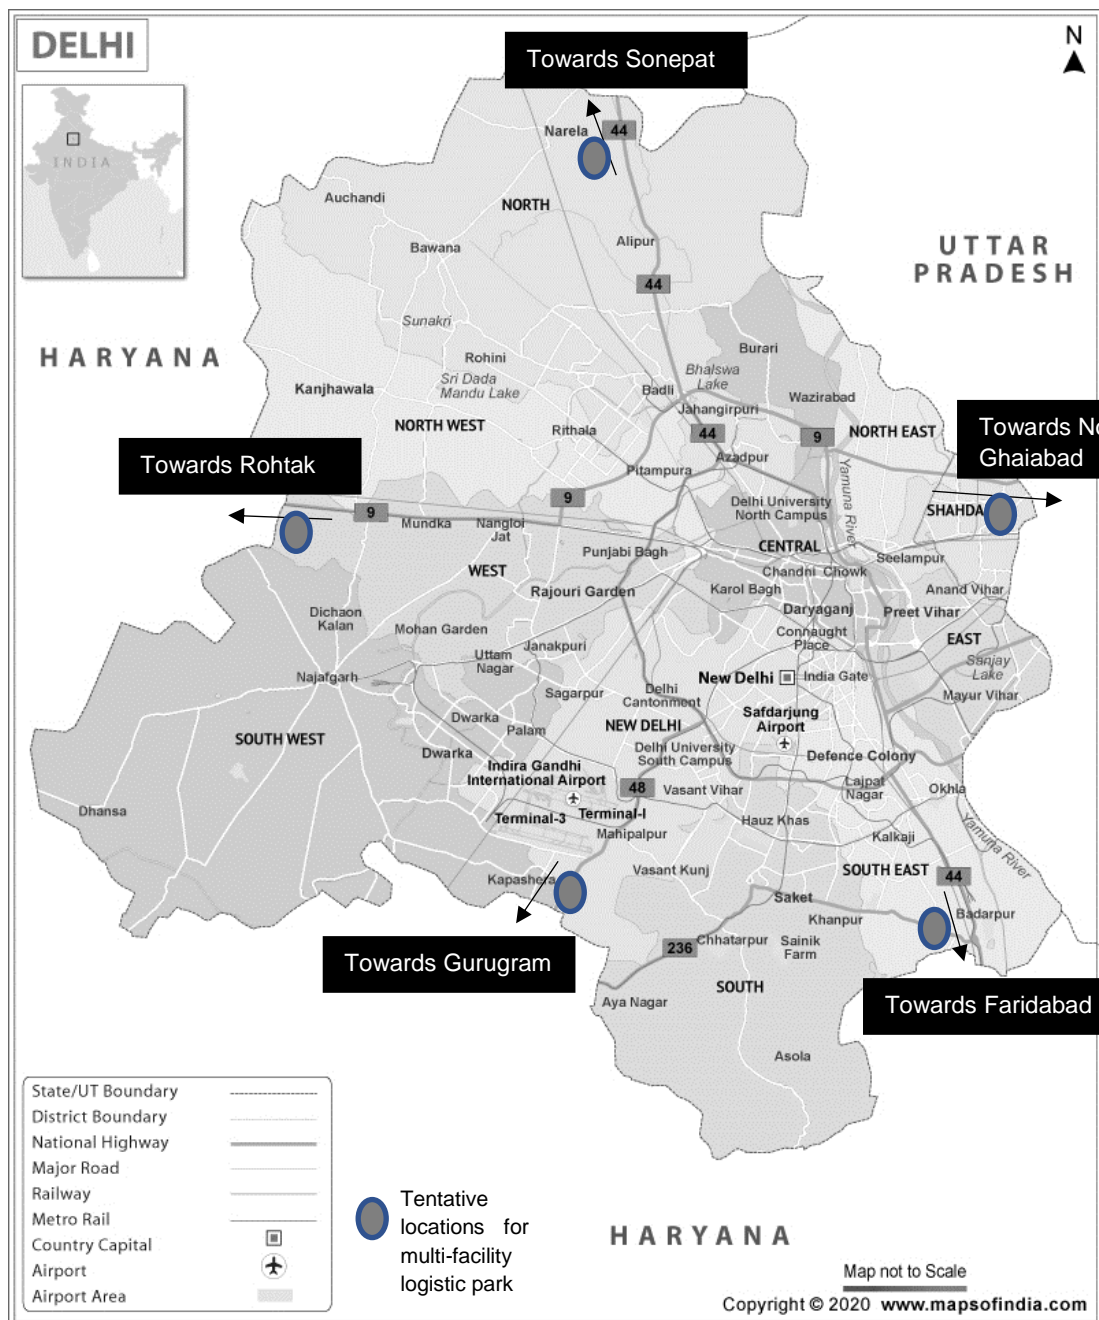 DELHI
Towards Sonepat
N
INDIA
Narela
44
Auchandi
NORTH
Bawana
Alipur
UTTAR
PRADESH
44
Sunakri
HARYANA
Burari
Rohini
Bhalswa
Lake
Sri Dada
Mandu Lake
Kanjhawala
Badli
Wazirabad
Jahangirpuri
NORTH WEST
Rithala
44
9
NORTH EAST
Towards No
Ghaiabad
Towards Rohtak
Azadpur
Pitampura
Yamuna River
9
Delhi University
North Campus
SHAHDA
9
Mundka
Nangloi
Jat
CENTRAL
Punjabi Bagh
Seelampur
WEST
Chandni Chowk
Rajouri Garden
Karol Bagh
Anand Vihar
Dichaon
Kalan
Daryaganj
Preet Vihar
Mohan Garden
Connaught
Place
EAST
Janakpuri
Uttam
Nagar
Sanjay
Lake
Najafgarh
New Delhi
India Gate
Sagarpur
Delhi
Cantonment
Mayur Vihar
Dwarka
Safdarjung
Airport
Palam
NEW DELHI
SOUTH WEST
Dwarka
Delhi University
South Campus
Defence Colony
Indira Gandhi
International Airport
48
Vasant Vihar
Lajpat
Nagar
Okhla
Dhansa
Terminal-3
Terminal-I
Hauz Khas
Mahipalpur
Kalkaji
Yamuna River
Vasant Kunj
SOUTH EAST
44
Kapashera
Saket
Khanpur
Badarpur
236
Chhatarpur
Sainik
Farm
Towards Gurugram
SOUTH
Aya Nagar
Towards Faridabad
Asola
State/UT Boundary
District Boundary
National Highway
Major Road
Railway
Metro Rail
Country Capital
Airport
Airport Area
Tentative
locations for
multi-facility
logistic park
HARYANA
Map not to Scale
Copyright © 2020 www.mapsofindia.com